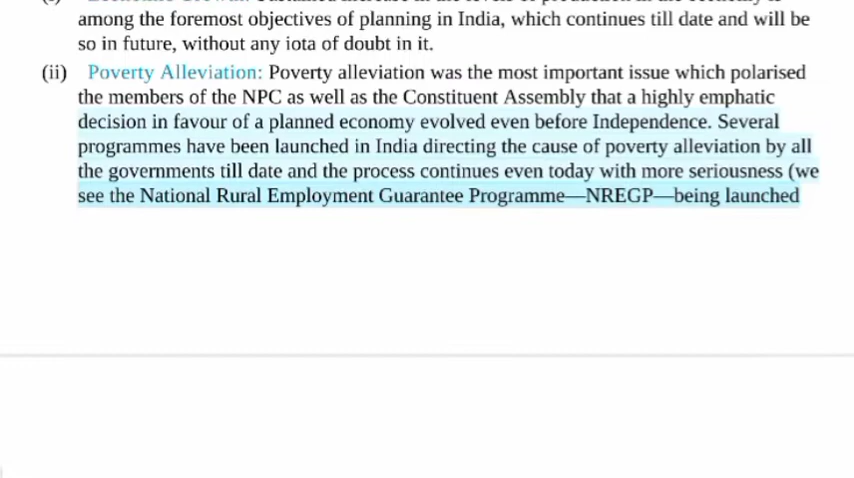 among the foremost objectives of planning in India, which continues till date and will be
so in future, without any iota of doubt in it.
(ii) Poverty Alleviation: Poverty alleviation was the most important issue which polarised
the members of the NPC as well as the Constituent Assembly that a highly emphatic
decision in favour of a planned economy evolved even before Independence. Several
programmes have been launched in India directing the cause of poverty alleviation by all
the governments till date and the process continues even today with more seriousness (we
see the National Rural Employment Guarantee Programme—NREGP—being launched